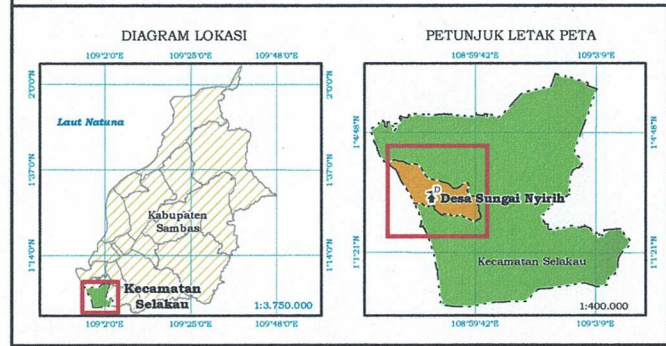 DIAGRAM LOKASI
109°2'0"E 109°25'0"E 109°48'0"E
2°0'0"N
2°0'0"N
Laut Natuna
1°37'0"N
1°37'0"N
Kabupaten
Sambas
1°14'0"N
1°14'0"N
Kecamatan
Selakau
1:3.750.000
109°2'0"E 109°25'0"E 109°48'0"E
PETUNJUK LETAK PETA
108°59'42"E 109°3'9"E
1°4'48"N
1°4'48"N
D
Desa Sungai Nyirih
1°1'21"N
1°1'21"N
Kecamatan Selakau
1:400.000
108°59'42"E 109°3'9"E